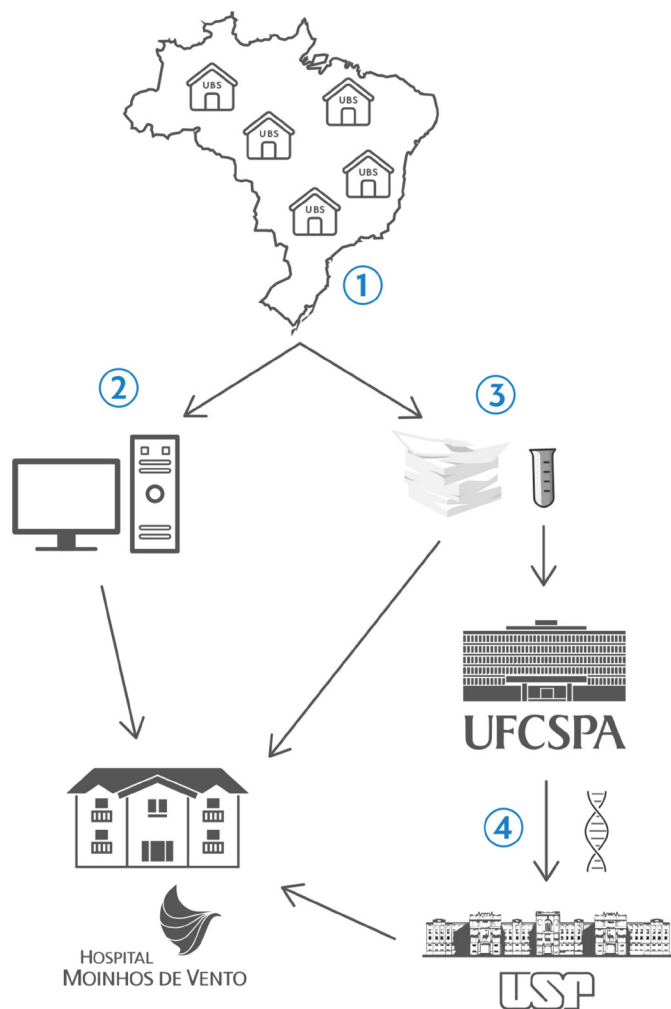 UBS
UBS
UBS
UBS
UBS
1
2
3
UFCSPA
4
HOSPITAL
MOINHOS DE VENTO
USP